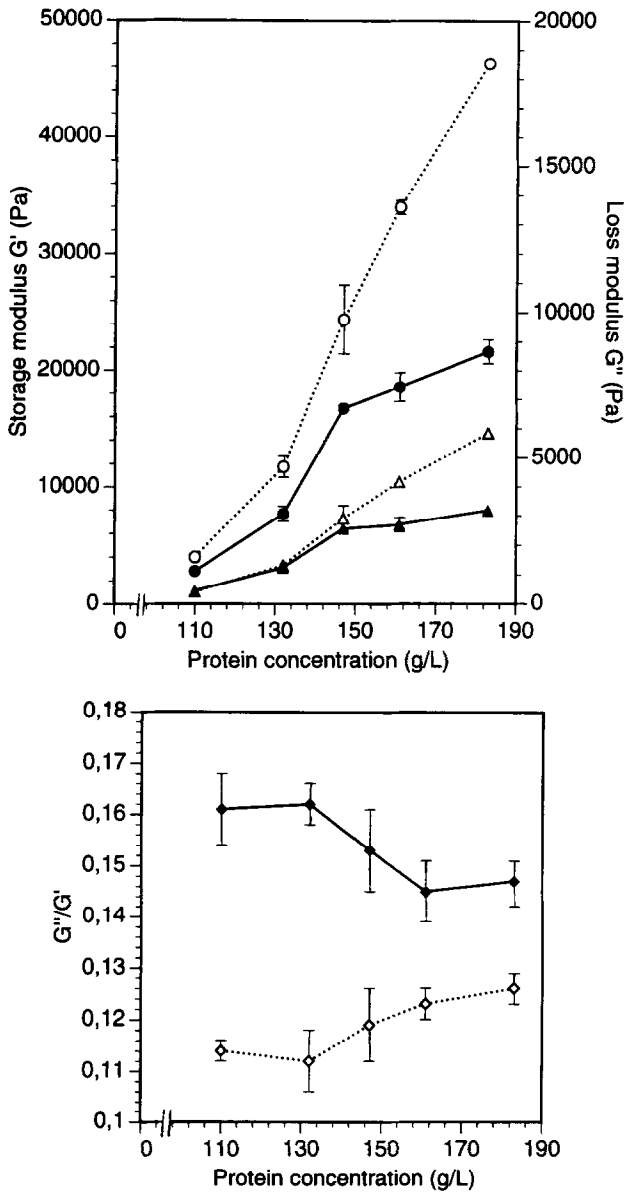 50000
40000
30000
20000
10000
0
Storage modulus G' (Pa)
20000
15000
10000
5000
0
Loss modulus G'' (Pa)
0 110 130 150 170 190
Protein concentration (g/L)
0,18
0,17
0,16
0,15
0,14
0,13
0,12
0,11
0,1
G''/G'
0 110 130 150 170 190
Protein concentration (g/L)